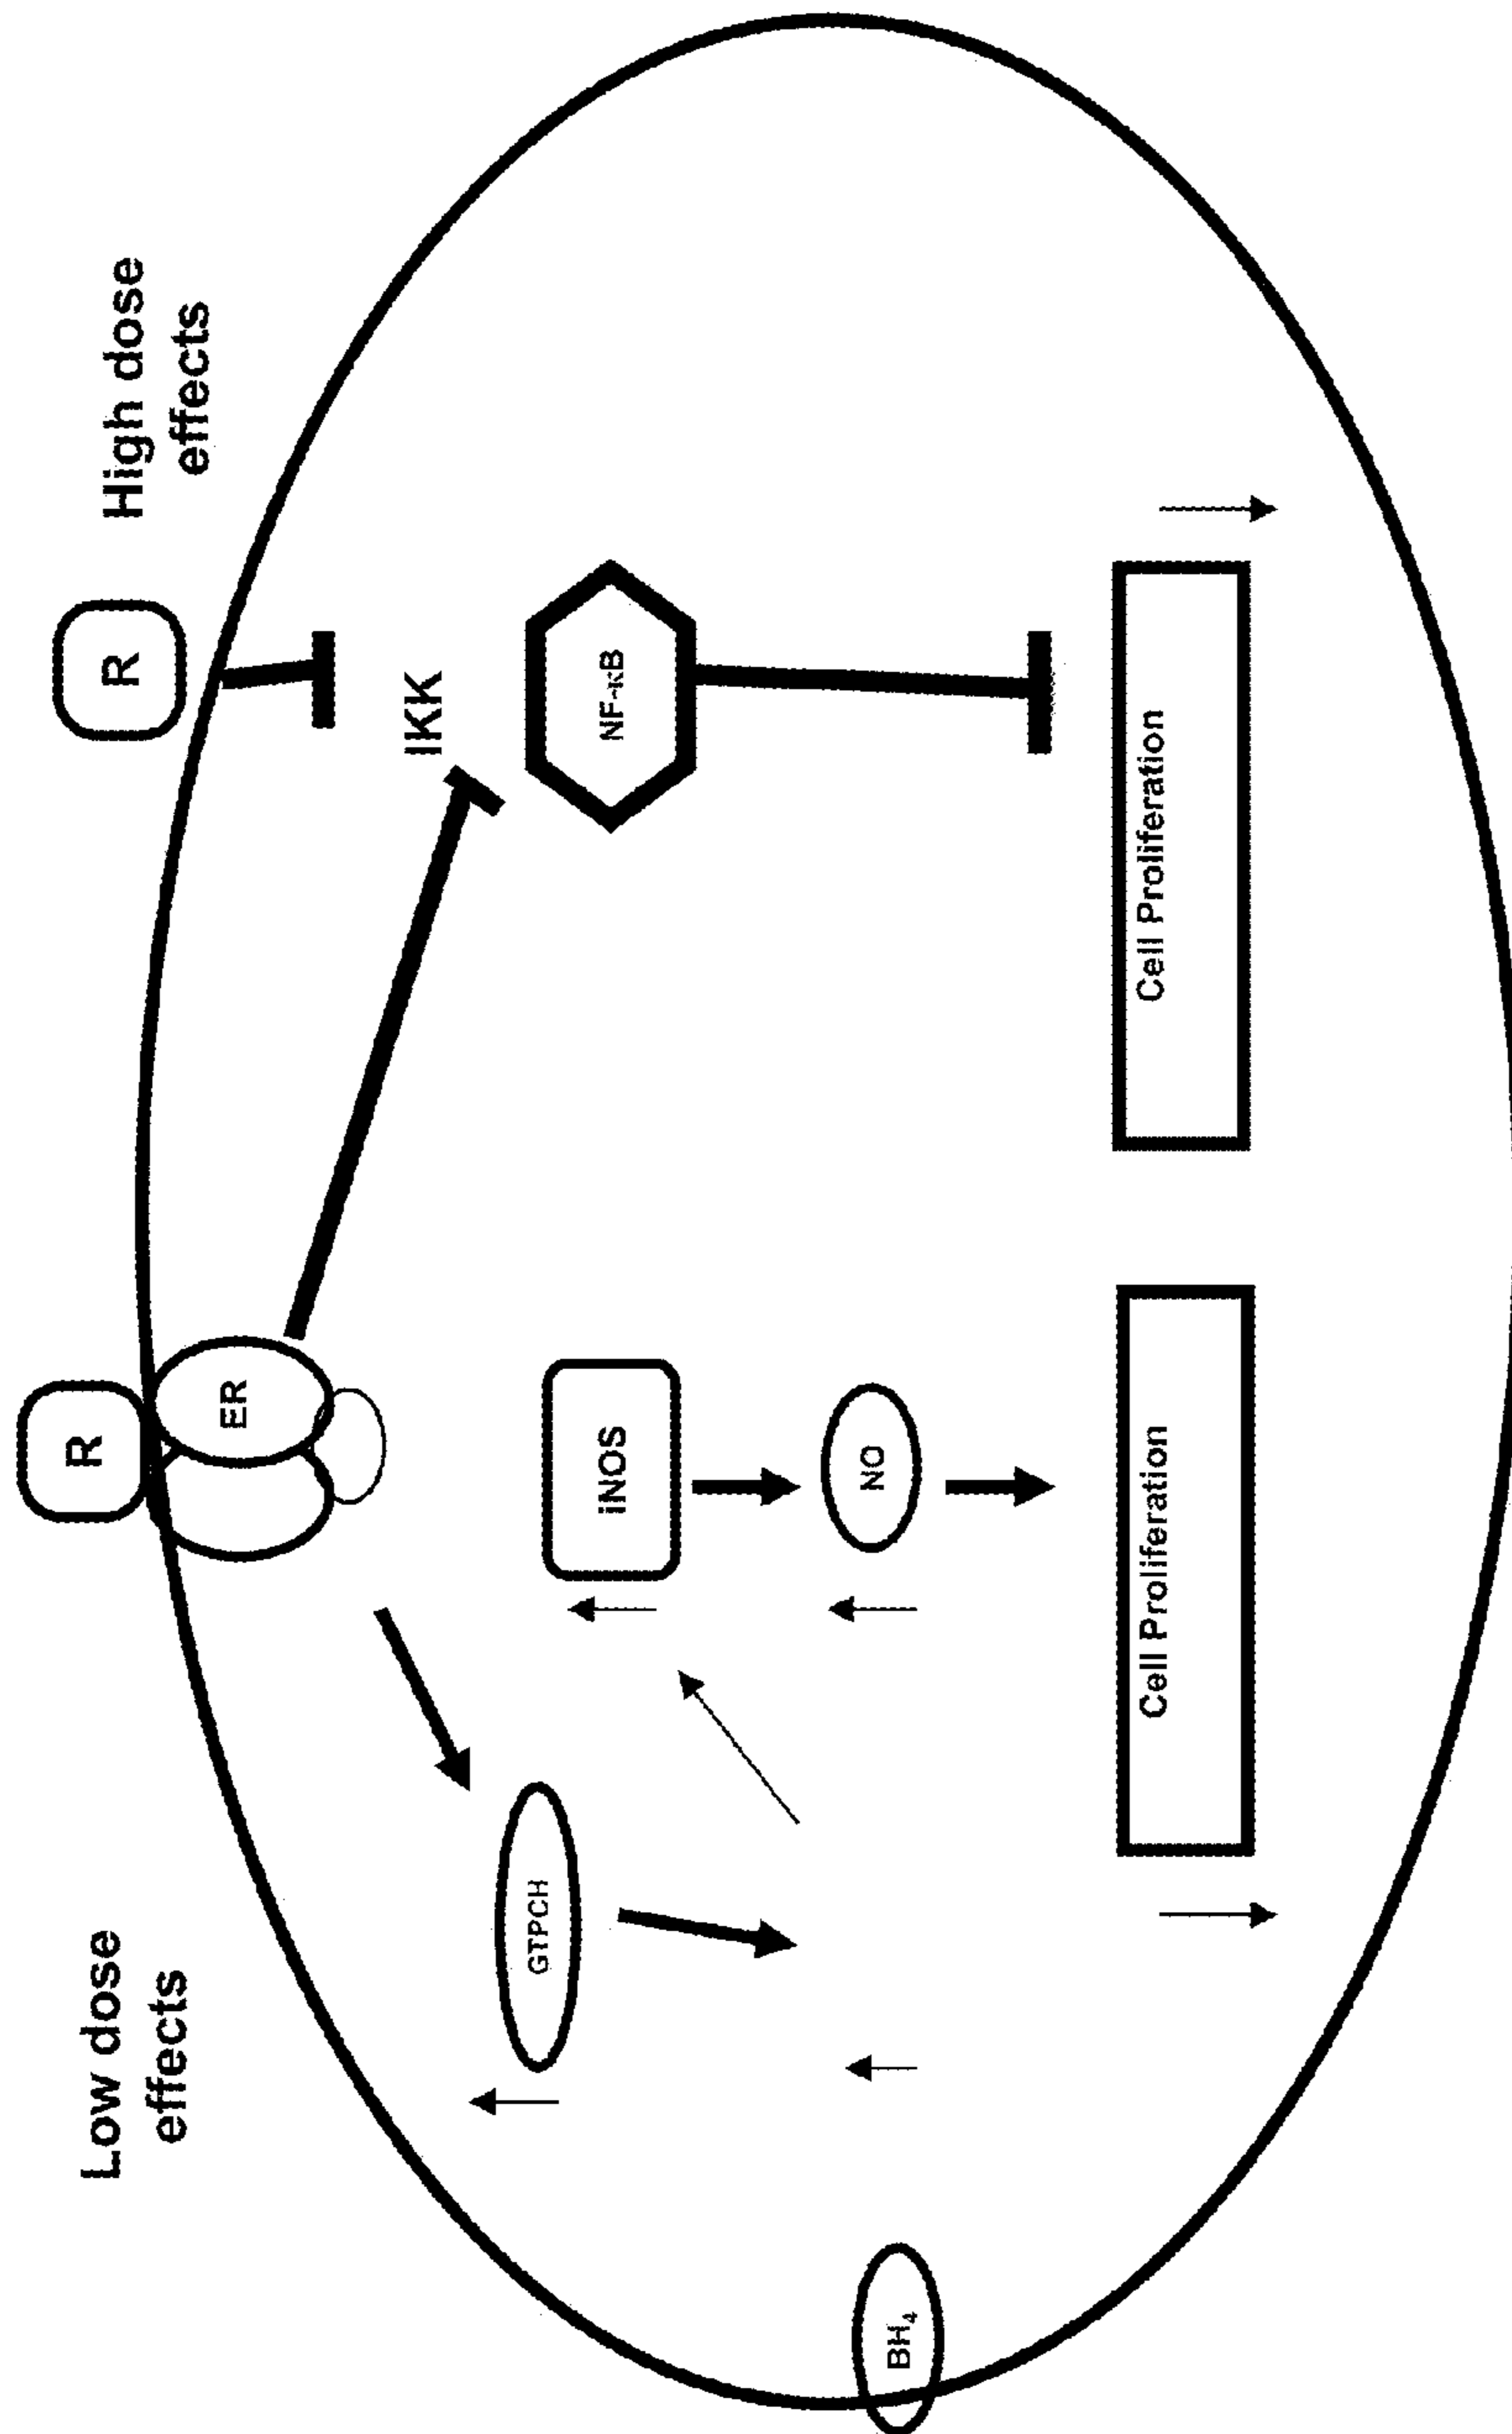 Low dose
effects
R
R
High dose
effects
ER
IKK
GTPCH
iNOS
NF-κB
BH₄
NO
Cell Proliferation
Cell Proliferation